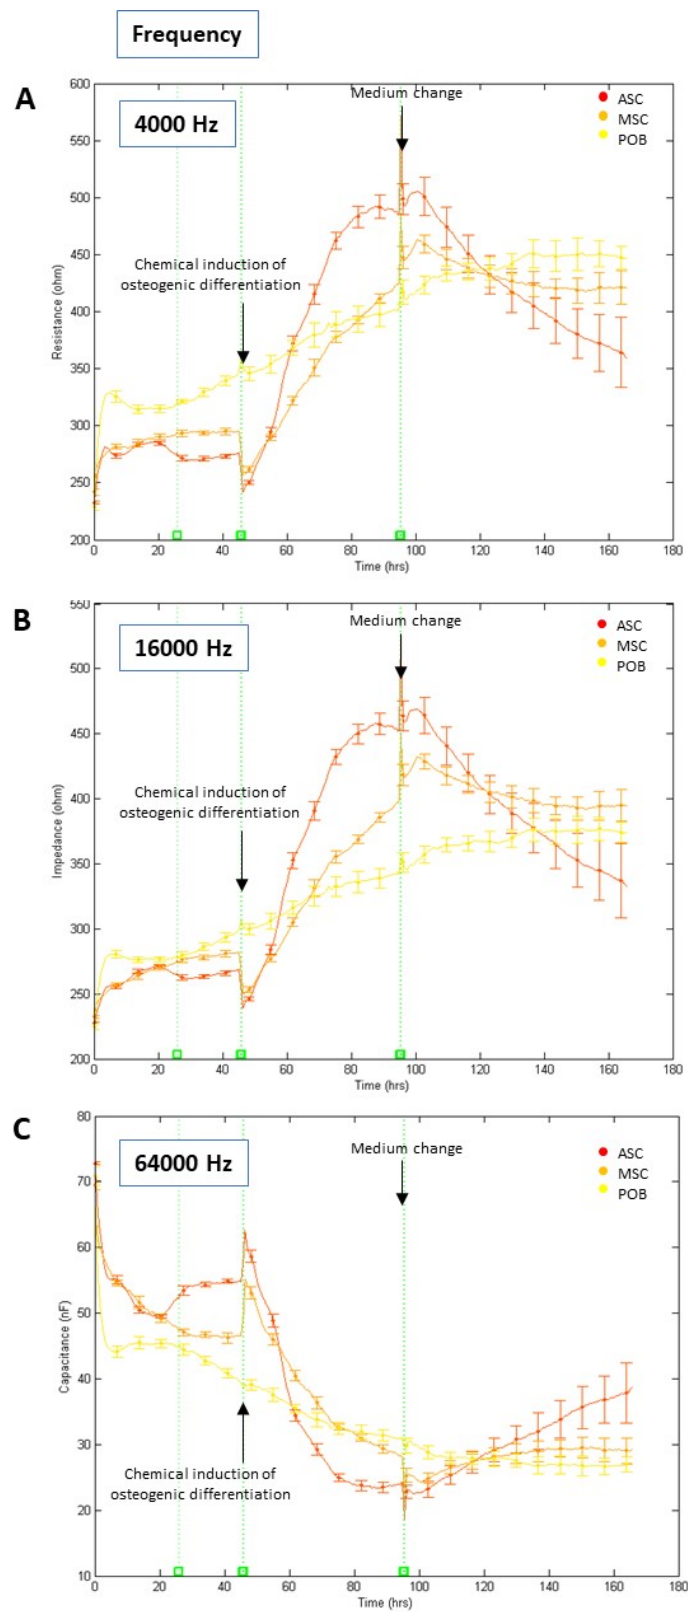 Frequency
A
4000 Hz
Medium change
ASC
MSC
POB
Chemical induction of
osteogenic differentiation
Resistance (ohm)
600
550
500
450
400
350
300
250
200
0 20 40 60 80 100 120 140 160 180
Time (hrs)
B
16000 Hz
Medium change
ASC
MSC
POB
Chemical induction of
osteogenic differentiation
Impedance (ohm)
550
500
450
400
350
300
250
200
0 20 40 60 80 100 120 140 160 180
Time (hrs)
C
64000 Hz
Medium change
ASC
MSC
POB
Chemical induction of
osteogenic differentiation
Capacitance (nF)
80
70
60
50
40
30
20
10
0 20 40 60 80 100 120 140 160 180
Time (hrs)